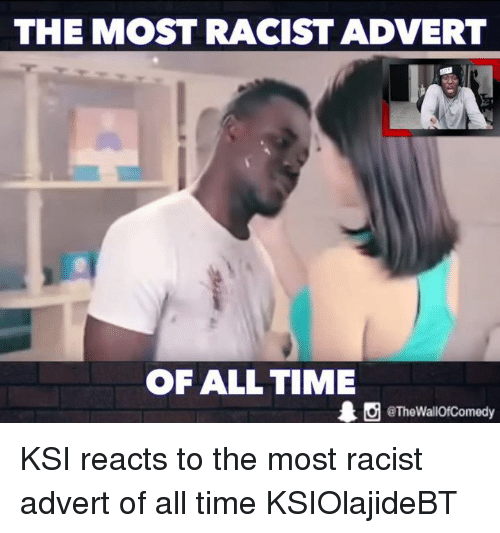 THE MOST RACIST ADVERT
OF ALL TIME
@TheWallOfComedy
KSI reacts to the most racist
advert of all time KSIOlajideBT